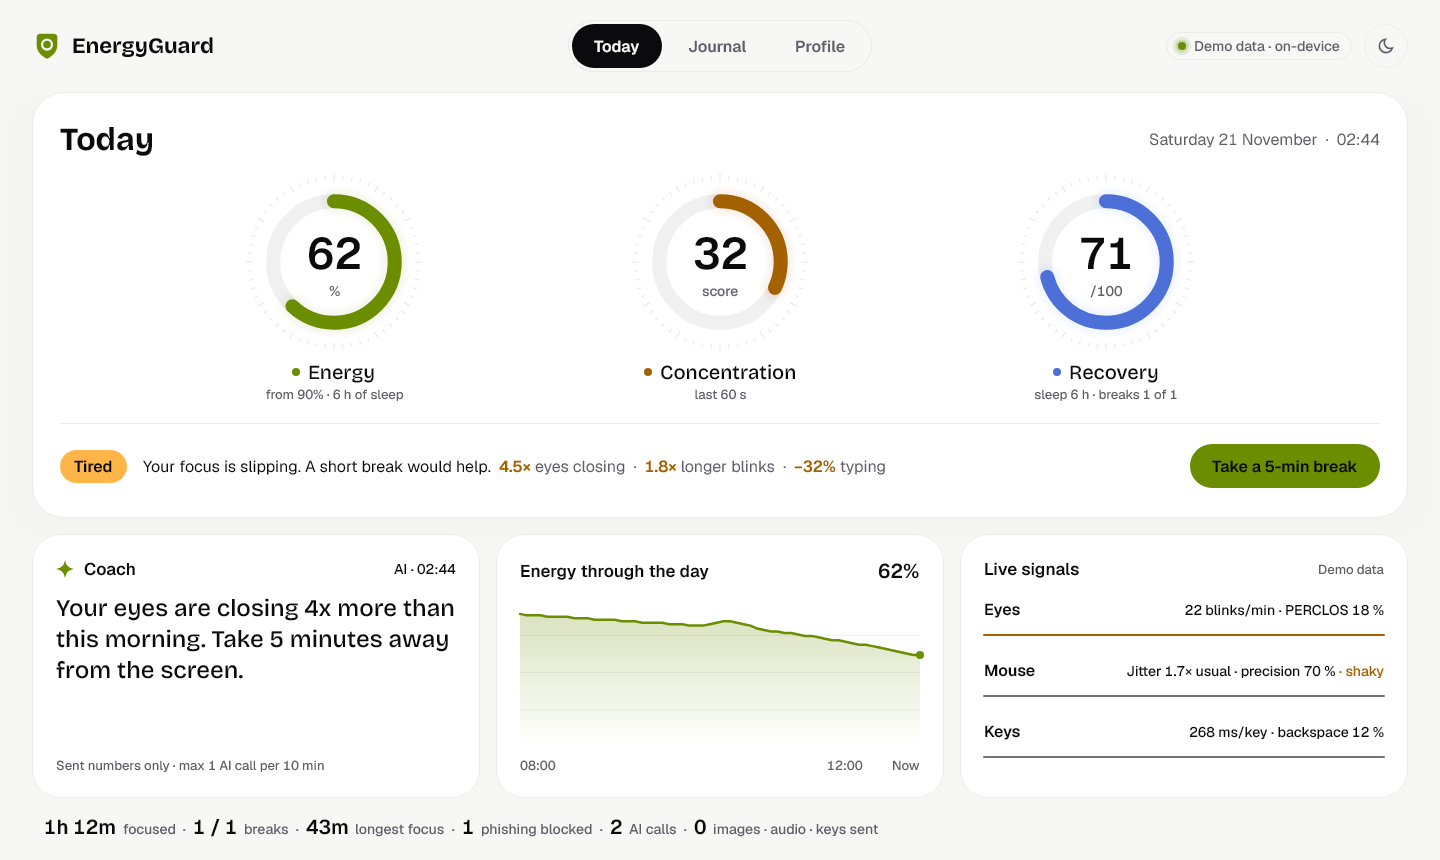 EnergyGuard
Today
Journal
Profile
Demo data · on-device
Today
Saturday 21 November · 02:44
62
%
32
score
71
/100
Energy
from 90% · 6 h of sleep
Concentration
last 60 s
Recovery
sleep 6 h · breaks 1 of 1
Tired
Your focus is slipping. A short break would help. 4.5× eyes closing · 1.8× longer blinks · −32% typing
Take a 5-min break
Coach
AI · 02:44
Your eyes are closing 4x more than
this morning. Take 5 minutes away
from the screen.
Sent numbers only · max 1 AI call per 10 min
Energy through the day
62%
08:00
12:00
Now
Live signals
Demo data
Eyes
22 blinks/min · PERCLOS 18 %
Mouse
Jitter 1.7× usual · precision 70 % · shaky
Keys
268 ms/key · backspace 12 %
1h 12m focused · 1 / 1 breaks · 43m longest focus · 1 phishing blocked · 2 AI calls · 0 images · audio · keys sent